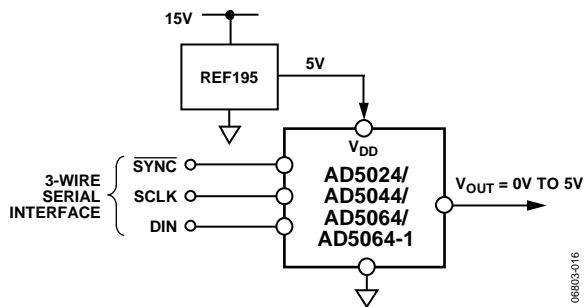 15V
REF195
5V
V_DD
3-WIRE
SERIAL
INTERFACE
SYNC
SCLK
DIN
AD5024/
AD5044/
AD5064/
AD5064-1
V_OUT = 0V TO 5V
06803-016